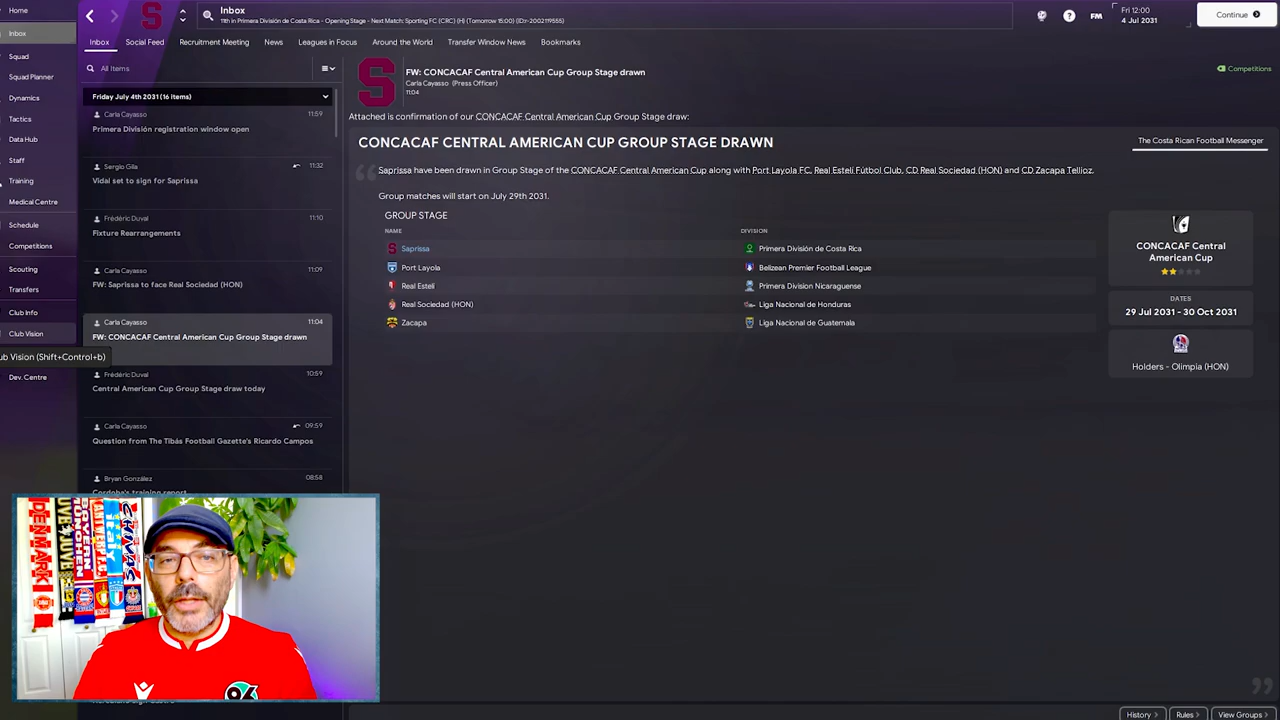 Home
Inbox
Squad
Squad Planner
Dynamics
Tactics
Data Hub
Staff
Training
Medical Centre
Schedule
Competitions
Scouting
Transfers
Club Info
Club Vision
ub Vision (Shift+Control+b)
Dev. Centre
Inbox
11th in Primera División de Costa Rica - Opening Stage - Next Match: Sporting FC (CRC) (H) (Tomorrow 15:00) (Edr:#2002119565)
FM
Fri 12:00
4 Jul 2031
Continue
Inbox
Social Feed
Recruitment Meeting
News
Leagues in Focus
Around the World
Transfer Window News
Bookmarks
All Items
Friday July 4th 2031 (16 Items)
Carla Cayasso 11:59
Primera División registration window open
Sergio Gila 11:32
Vidal set to sign for Saprissa
Frédéric Duval 11:10
Fixture Rearrangements
Carla Cayasso 11:09
FW: Saprissa to face Real Sociedad (HON)
Carla Cayasso 11:04
FW: CONCACAF Central American Cup Group Stage drawn
Frédéric Duval 10:59
Central American Cup Group Stage draw today
Carla Cayasso 09:59
Question from The Tibás Football Gazette's Ricardo Campos
Bryan González 08:58
Cordoba's training report
FW: CONCACAF Central American Cup Group Stage drawn
Carla Cayasso (Press Officer)
11:04
Competitions
Attached is confirmation of our CONCACAF Central American Cup Group Stage draw:
CONCACAF CENTRAL AMERICAN CUP GROUP STAGE DRAWN
The Costa Rican Football Messenger
Saprissa have been drawn in Group Stage of the CONCACAF Central American Cup along with Port Layola FC, Real Estelí Fútbol Club, CD Real Sociedad (HON) and CD Zacapa Tellioz.
Group matches will start on July 29th 2031.
GROUP STAGE
NAME DIVISION
Saprissa Primera División de Costa Rica
Port Layola Belizean Premier Football League
Real Estelí Primera Division Nicaraguense
Real Sociedad (HON) Liga Nacional de Honduras
Zacapa Liga Nacional de Guatemala
CONCACAF Central
American Cup
DATES
29 Jul 2031 - 30 Oct 2031
Holders - Olimpia (HON)
DENMARK
JUVE
BAYERN
MÜNCHEN
Italy
CHIVAS
96
History
Rules
View Groups